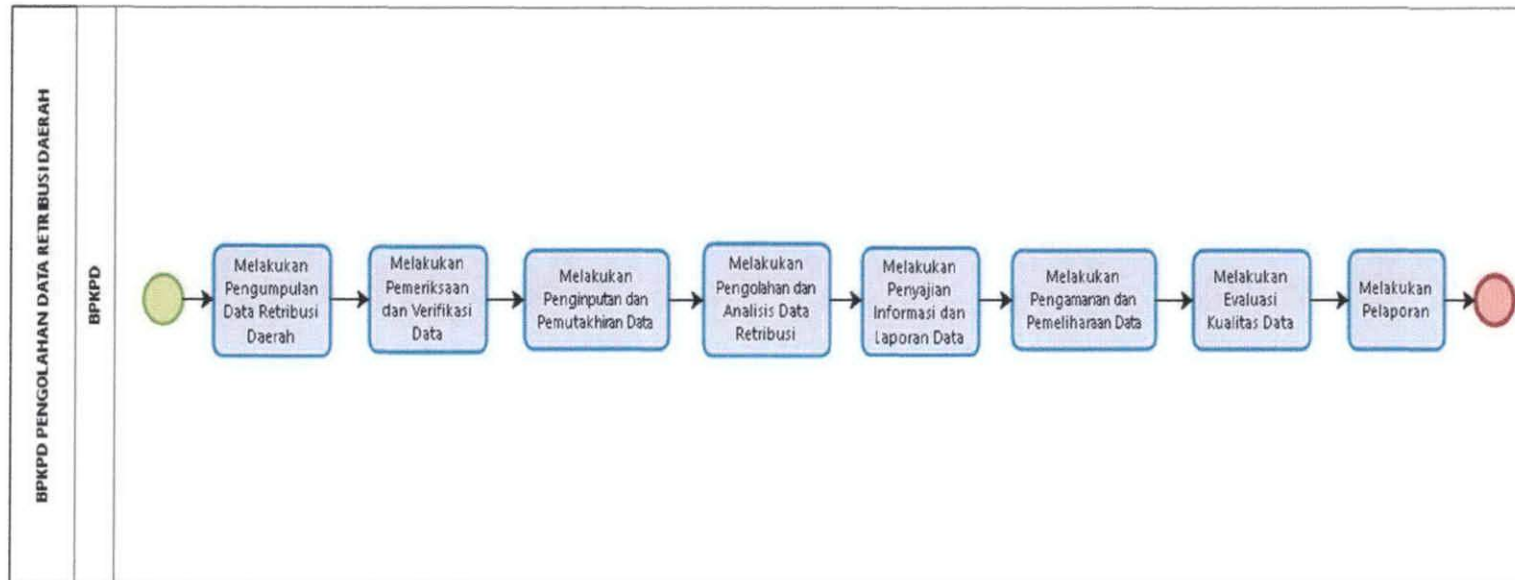 BPKPD PENGOLAHAN DATA RETRIBUSI DAERAH
BPKPD
Melakukan
Pengumpulan
Data Retribusi
Daerah
Melakukan
Pemeriksaan
dan Verifikasi
Data
Melakukan
Penginputan dan
Pemutakhiran Data
Melakukan
Pengolahan dan
Analisis Data
Retribusi
Melakukan
Penyajian
Informasi dan
Laporan Data
Melakukan
Pengamanan dan
Pemeliharaan Data
Melakukan
Evaluasi
Kualitas Data
Melakukan
Pelaporan